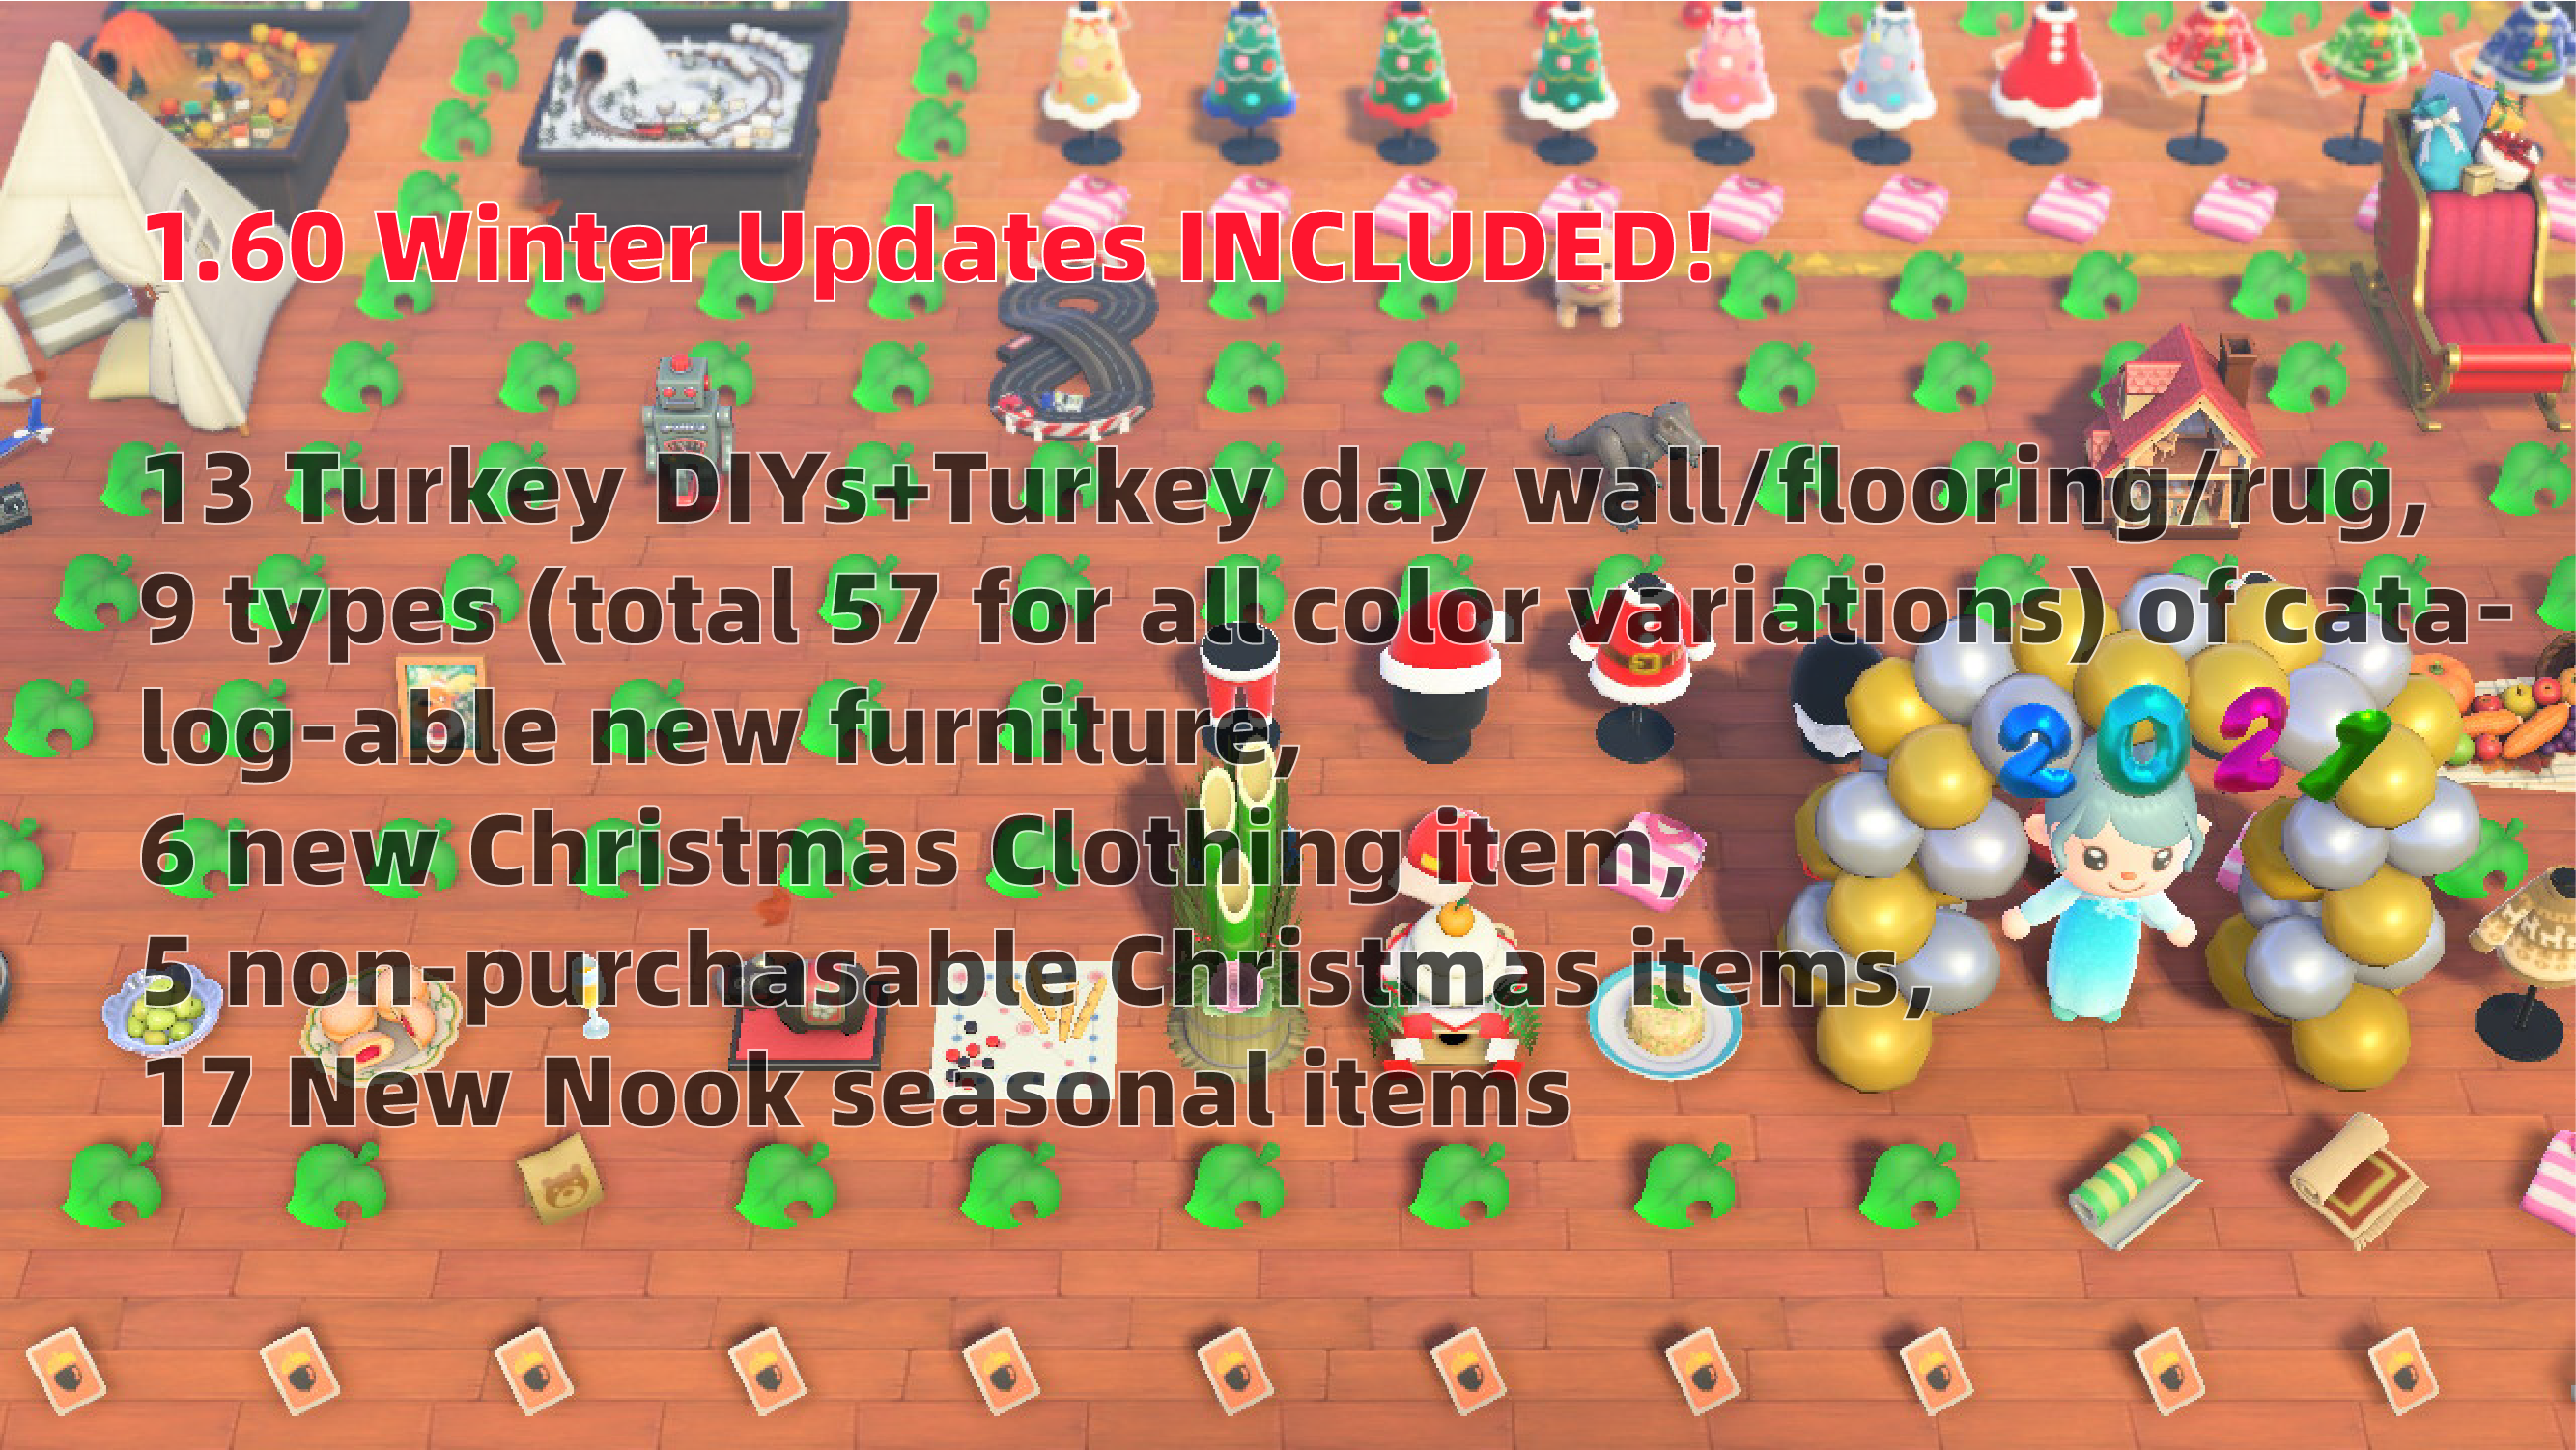 1.60 Winter Updates INCLUDED!
13 Turkey DIYs+Turkey day wall/flooring/rug,
9 types (total 57 for all color variations) of cata-
log-able new furniture,
2021
6 new Christmas Clothing item,
5 non-purchasable Christmas items,
17 New Nook seasonal items